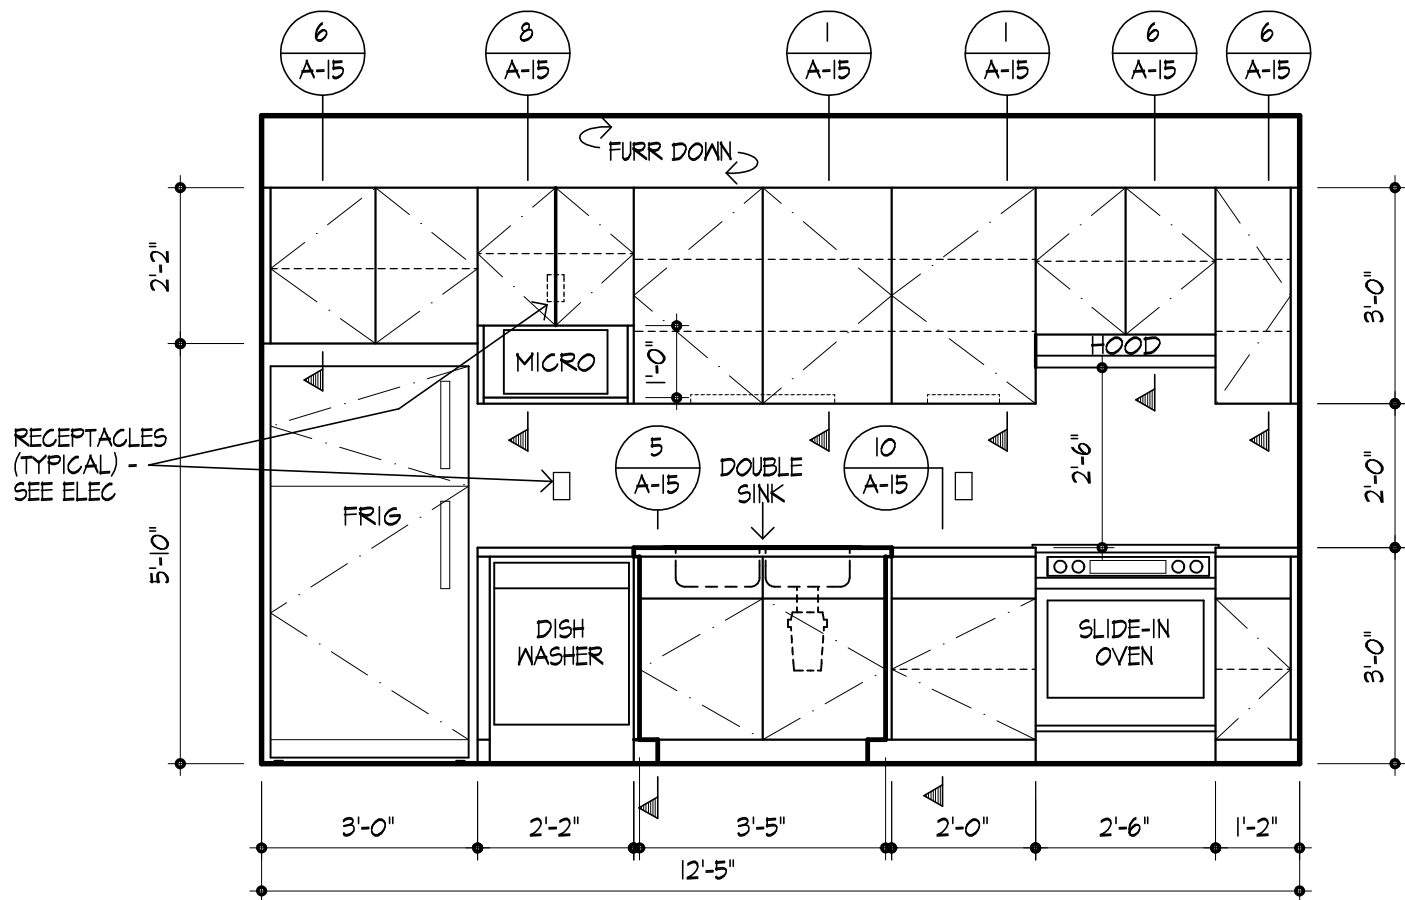 6
A-15
8
A-15
1
A-15
1
A-15
6
A-15
6
A-15
FURR DOWN
2'-2"
3'-0"
HOOD
MICRO
1'-0"
RECEPTACLES
(TYPICAL) -
SEE ELEC
5
A-15
DOUBLE
SINK
10
A-15
2'-6"
2'-0"
FRIG
5'-10"
DISH
WASHER
SLIDE-IN
OVEN
3'-0"
3'-0"
2'-2"
3'-5"
2'-0"
2'-6"
1'-2"
12'-5"